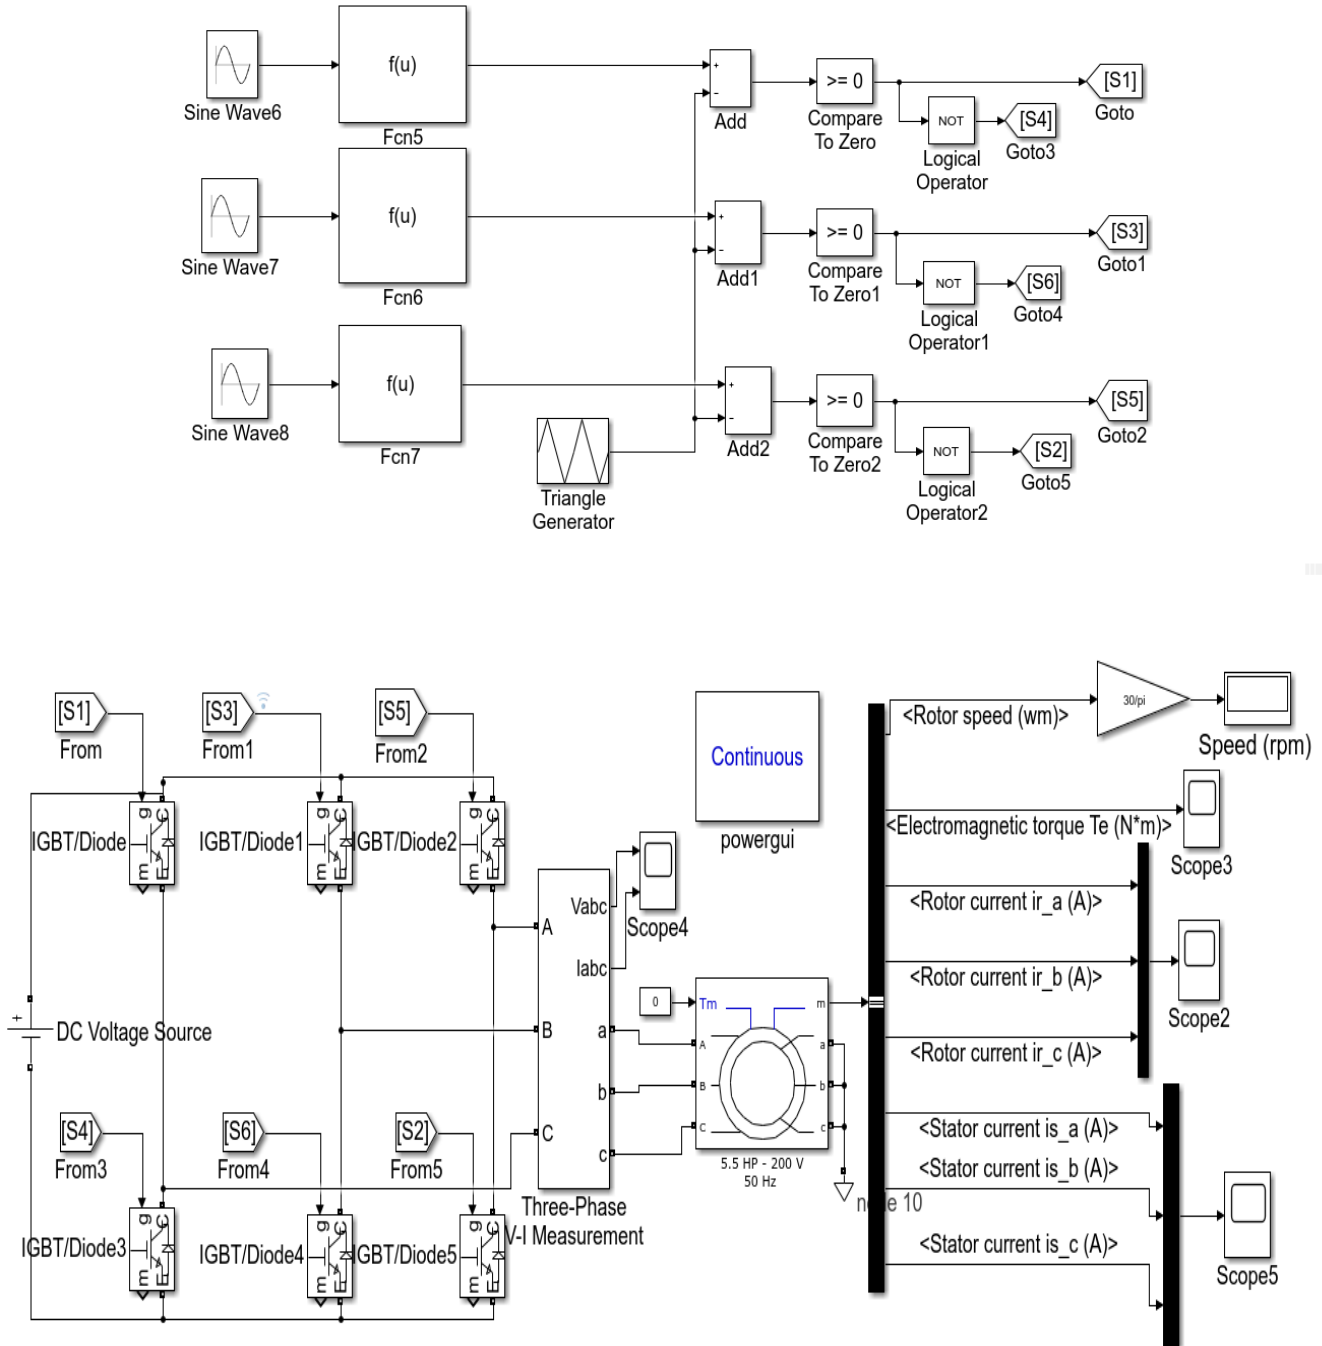 f(u)
Sine Wave6
Fcn5
+
-
Add
>= 0
Compare
To Zero
NOT
Logical
Operator
[S1]
Goto
[S4]
Goto3
f(u)
Sine Wave7
Fcn6
+
-
Add1
>= 0
Compare
To Zero1
NOT
Logical
Operator1
[S3]
Goto1
[S6]
Goto4
f(u)
Sine Wave8
Fcn7
Triangle
Generator
+
-
Add2
>= 0
Compare
To Zero2
NOT
Logical
Operator2
[S5]
Goto2
[S2]
Goto5
[S1]
From
[S3]
From1
[S5]
From2
g
C
m
E
IGBT/Diode
g
C
m
E
IGBT/Diode1
g
C
m
E
IGBT/Diode2
+
DC Voltage Source
[S4]
From3
[S6]
From4
[S2]
From5
g
C
m
E
IGBT/Diode3
g
C
m
E
IGBT/Diode4
g
C
m
E
IGBT/Diode5
Vabc
Iabc
A
B
C
a
b
c
Three-Phase
V-I Measurement
Scope4
Continuous
powergui
0
Tm
m
A
B
C
a
b
c
5.5 HP - 200 V
50 Hz
node 10
<Rotor speed (wm)>
30/pi
Speed (rpm)
<Electromagnetic torque Te (N*m)>
Scope3
<Rotor current ir_a (A)>
<Rotor current ir_b (A)>
<Rotor current ir_c (A)>
Scope2
<Stator current is_a (A)>
<Stator current is_b (A)>
<Stator current is_c (A)>
Scope5